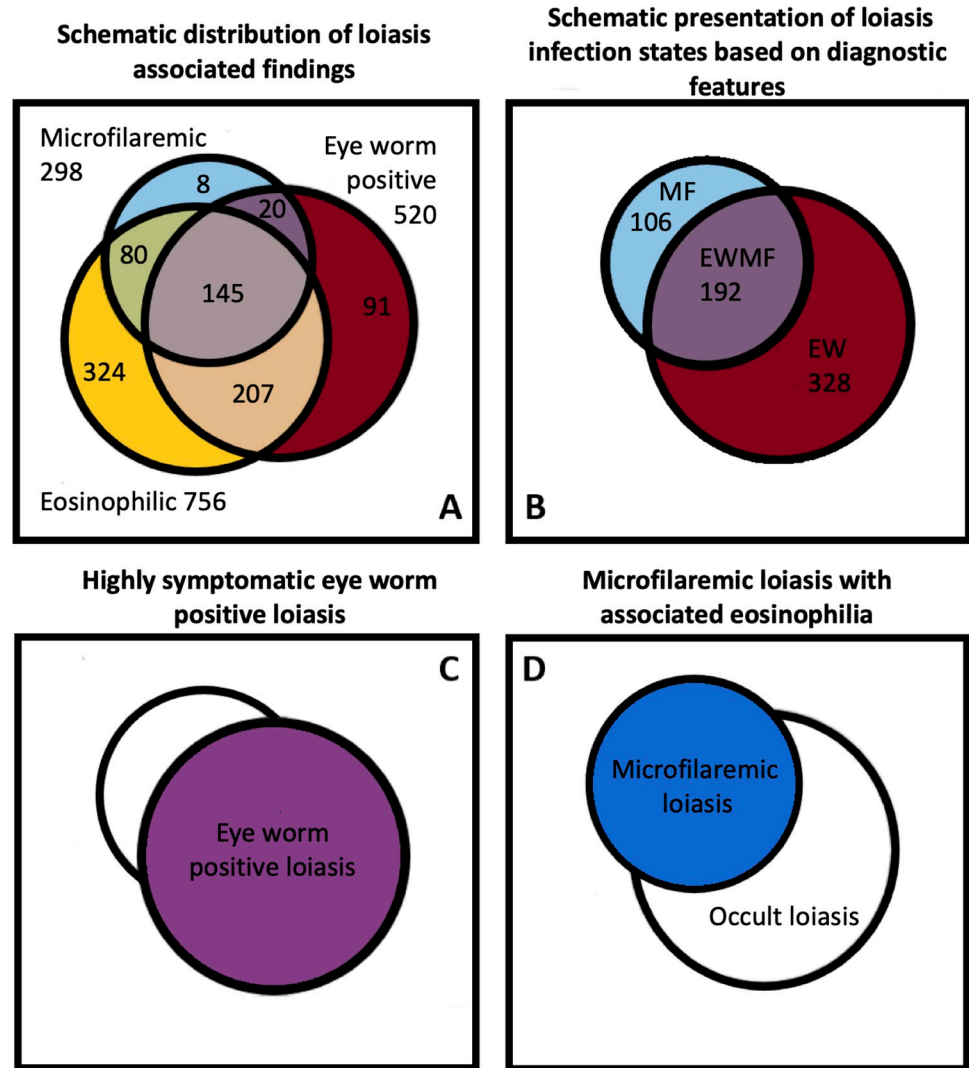 Schematic distribution of loiasis
associated findings
Microfilaremic
298
Eye worm
positive
520
8
20
80
145
91
324
207
Eosinophilic 756
A
Schematic presentation of loiasis
infection states based on diagnostic
features
MF
106
EWMF
192
EW
328
B
Highly symptomatic eye worm
positive loiasis
C
Eye worm
positive loiasis
Microfilaremic loiasis with
associated eosinophilia
D
Microfilaremic
loiasis
Occult loiasis